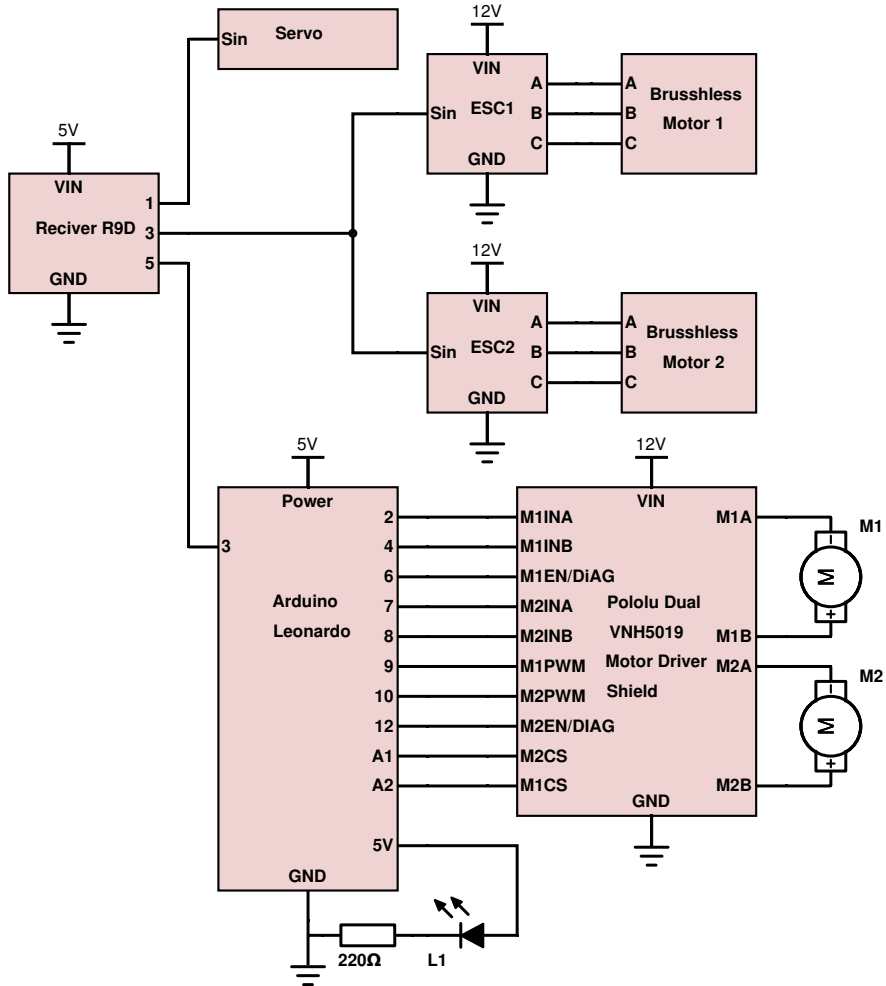 12V
Sin Servo
VIN
A A
Brusshless
Sin ESC1 B B
Motor 1
C C
GND
5V
VIN
1
Reciver R9D 3
5
GND
12V
VIN
A A
Brusshless
Sin ESC2 B B
Motor 2
C C
GND
5V 12V
Power VIN
2 M1INA M1A
M1
3 4 M1INB
6 M1EN/DiAG
M
Arduino 7 M2INA Pololu Dual
Leonardo 8 M2INB VNH5019 M1B
9 M1PWM Motor Driver M2A
M2
10 M2PWM Shield
12 M2EN/DIAG
M
A1 M2CS
A2 M1CS M2B
GND
5V
GND
220Ω L1